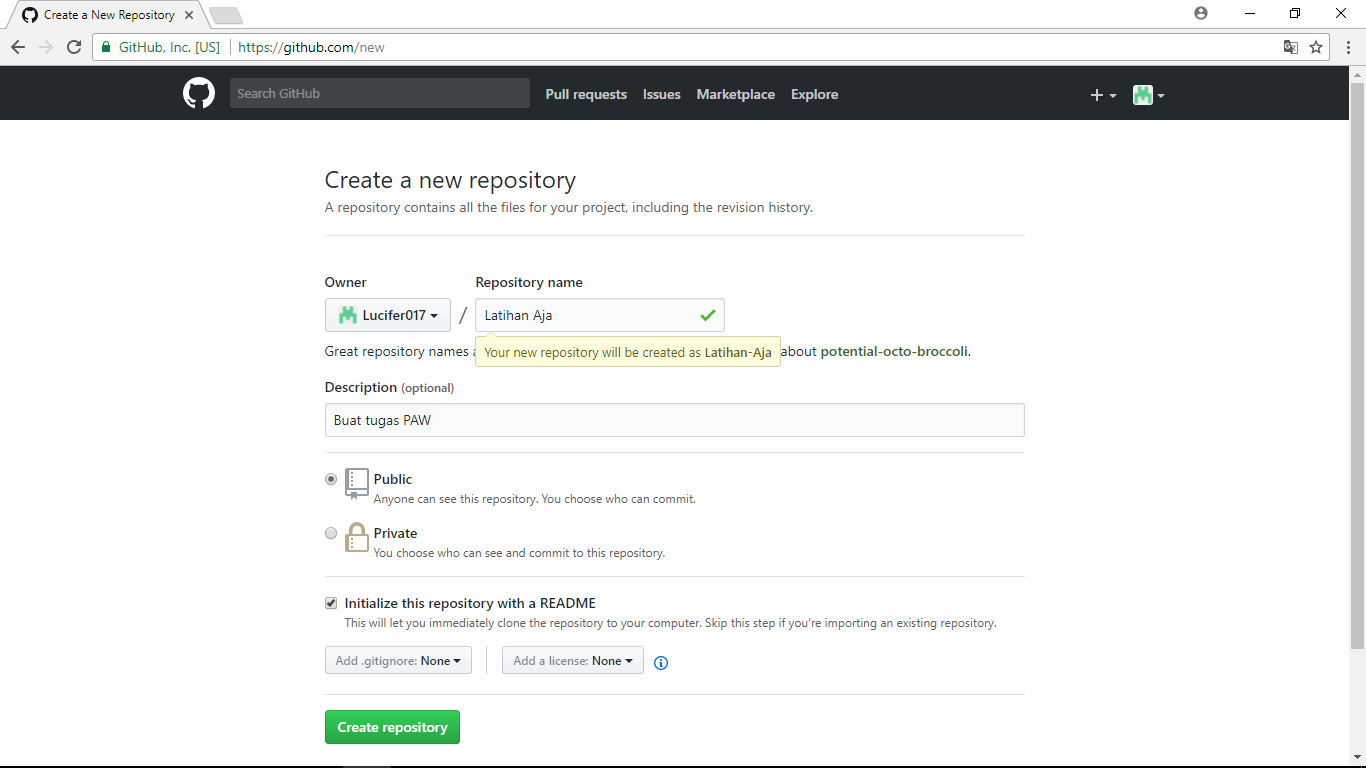 Create a New Repository
GitHub, Inc. [US] https://github.com/new
Search GitHub Pull requests Issues Marketplace Explore
Create a new repository
A repository contains all the files for your project, including the revision history.
Owner Repository name
Lucifer017 / Latihan Aja
Great repository names about potential-octo-broccoli.
Your new repository will be created as Latihan-Aja
Description (optional)
Buat tugas PAW
Public
Anyone can see this repository. You choose who can commit.
Private
You choose who can see and commit to this repository.
Initialize this repository with a README
This will let you immediately clone the repository to your computer. Skip this step if you’re importing an existing repository.
Add .gitignore: None Add a license: None
Create repository